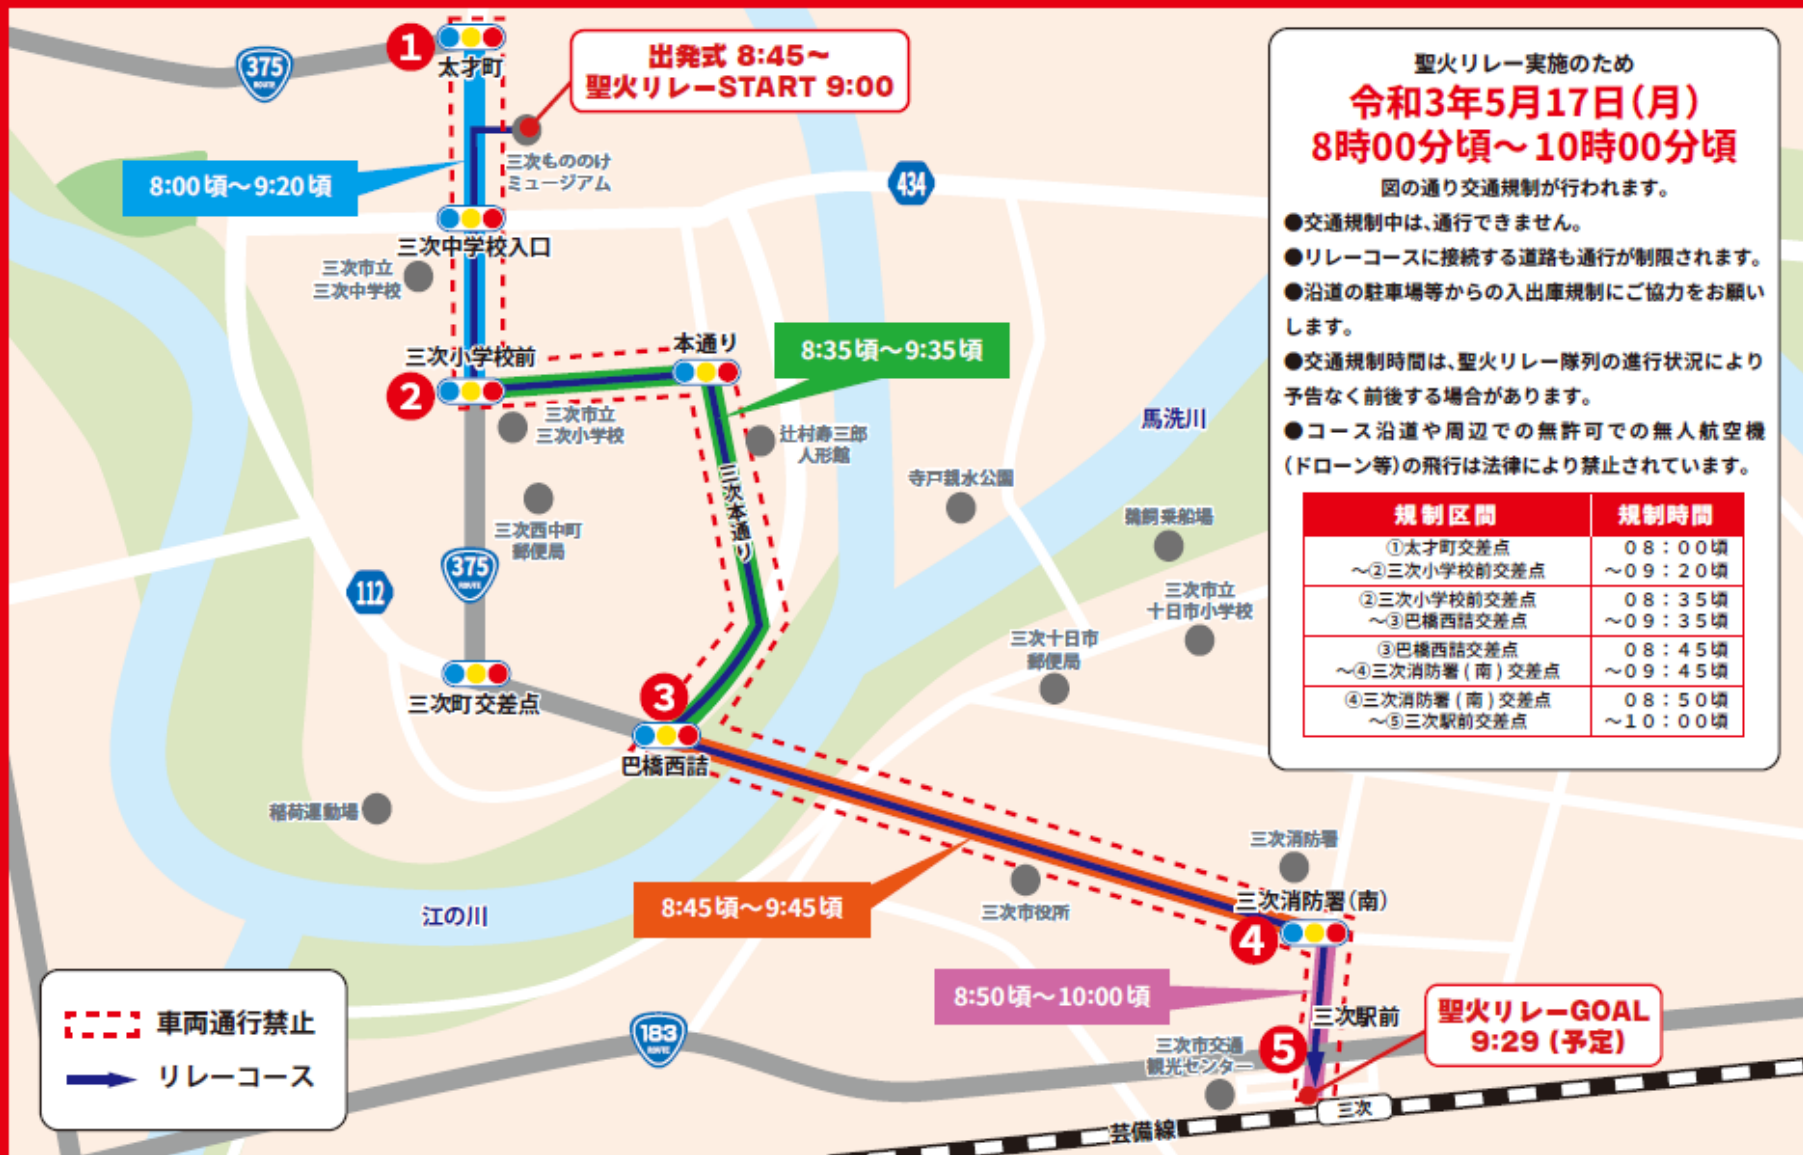 1
太才町
375
ROUTE
出発式 8:45～
聖火リレーSTART 9:00
三次もののけ
ミュージアム
8:00頃～9:20頃
434
三次中学校入口
三次市立
三次中学校
三次小学校前
2
本通り
8:35頃～9:35頃
三次市立
三次小学校
辻村寿三郎
人形館
三次本通り
馬洗川
寺戸親水公園
鵜飼乗船場
三次西中町
郵便局
375
ROUTE
112
三次市立
十日市小学校
三次十日市
郵便局
三次町交差点
3
巴橋西詰
稲荷運動場
三次消防署
8:45頃～9:45頃
三次市役所
三次消防署(南)
4
江の川
8:50頃～10:00頃
三次駅前
聖火リレーGOAL
9:29 (予定)
183
ROUTE
5
三次市交通
観光センター
三次
芸備線
車両通行禁止
リレーコース
聖火リレー実施のため
令和3年5月17日(月)
8時00分頃～10時00分頃
図の通り交通規制が行われます。
●交通規制中は、通行できません。
●リレーコースに接続する道路も通行が制限されます。
●沿道の駐車場等からの入出庫規制にご協力をお願い
します。
●交通規制時間は、聖火リレー隊列の進行状況により
予告なく前後する場合があります。
●コース沿道や周辺での無許可での無人航空機
(ドローン等)の飛行は法律により禁止されています。
規制区間 規制時間
①太才町交差点 08：00頃
～②三次小学校前交差点 ～09：20頃
②三次小学校前交差点 08：35頃
～③巴橋西詰交差点 ～09：35頃
③巴橋西詰交差点 08：45頃
～④三次消防署(南)交差点 ～09：45頃
④三次消防署(南)交差点 08：50頃
～⑤三次駅前交差点 ～10：00頃